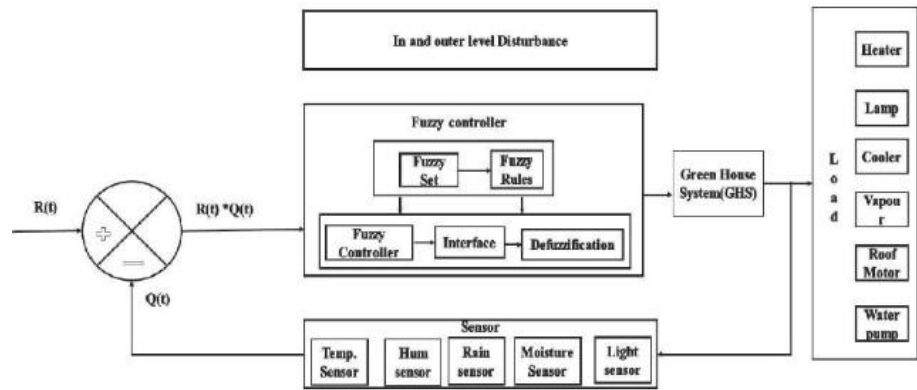 In and outer level Disturbance
Fuzzy controller
Fuzzy
Set
Fuzzy
Rules
Fuzzy
Controller
Interface
Defuzzification
R(t)
+
—
R(t) *Q(t)
Q(t)
Green House
System(GHS)
L
o
a
d
Heater
Lamp
Cooler
Vapou
r
Roof
Motor
Water
pump
Sensor
Temp.
Sensor
Hum
sensor
Rain
sensor
Moisture
Sensor
Light
sensor